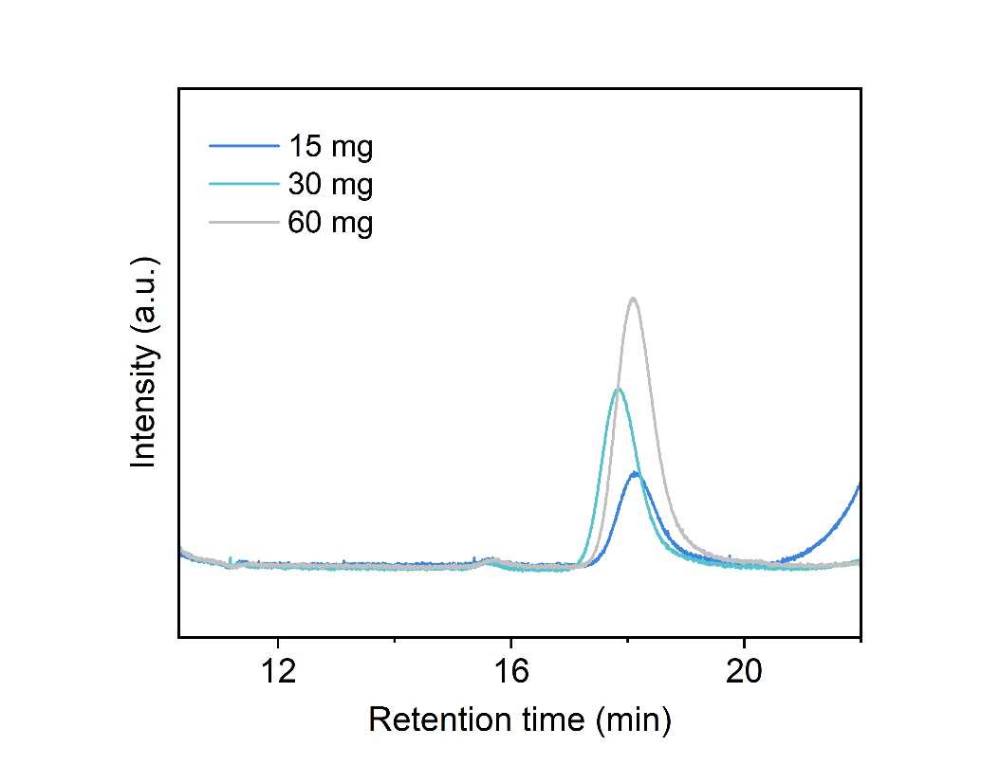 15 mg
30 mg
60 mg
Intensity (a.u.)
12 16 20
Retention time (min)